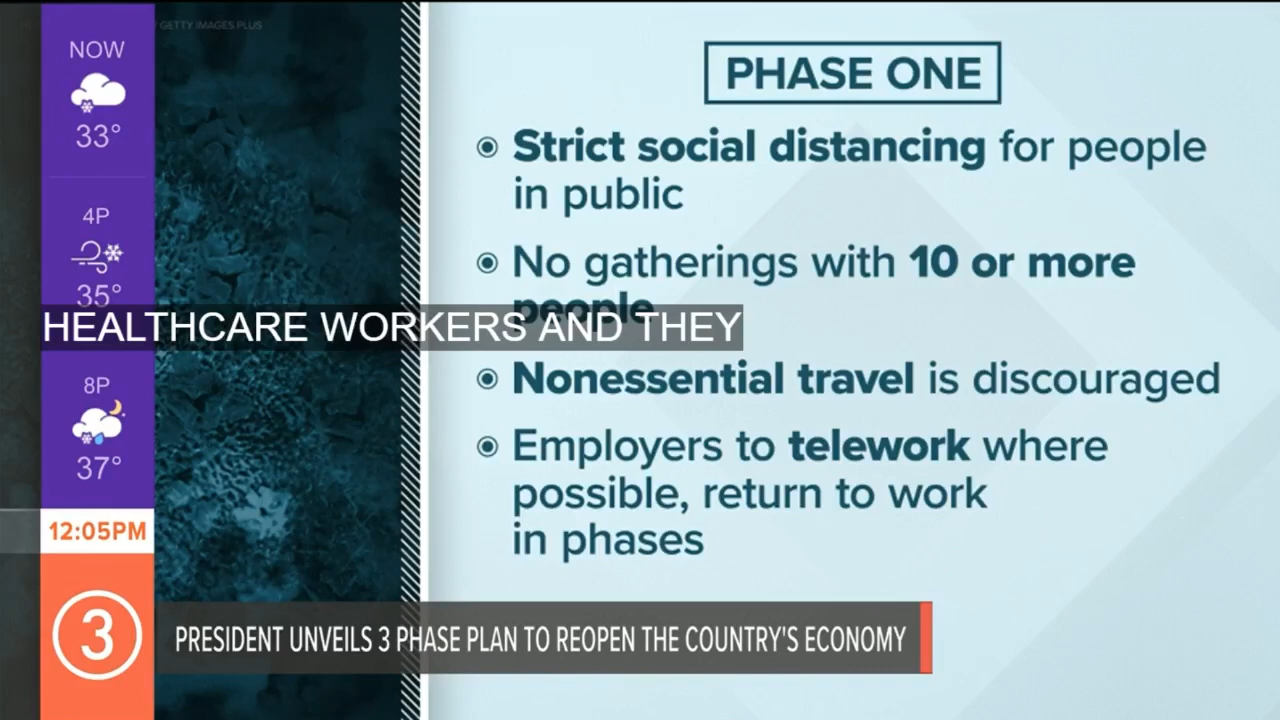 GETTY IMAGES PLUS
NOW
33°
4P
35°
8P
37°
12:05PM
3
PHASE ONE
Strict social distancing for people
in public
No gatherings with 10 or more
people
HEALTHCARE WORKERS AND THEY
Nonessential travel is discouraged
Employers to telework where
possible, return to work
in phases
PRESIDENT UNVEILS 3 PHASE PLAN TO REOPEN THE COUNTRY'S ECONOMY